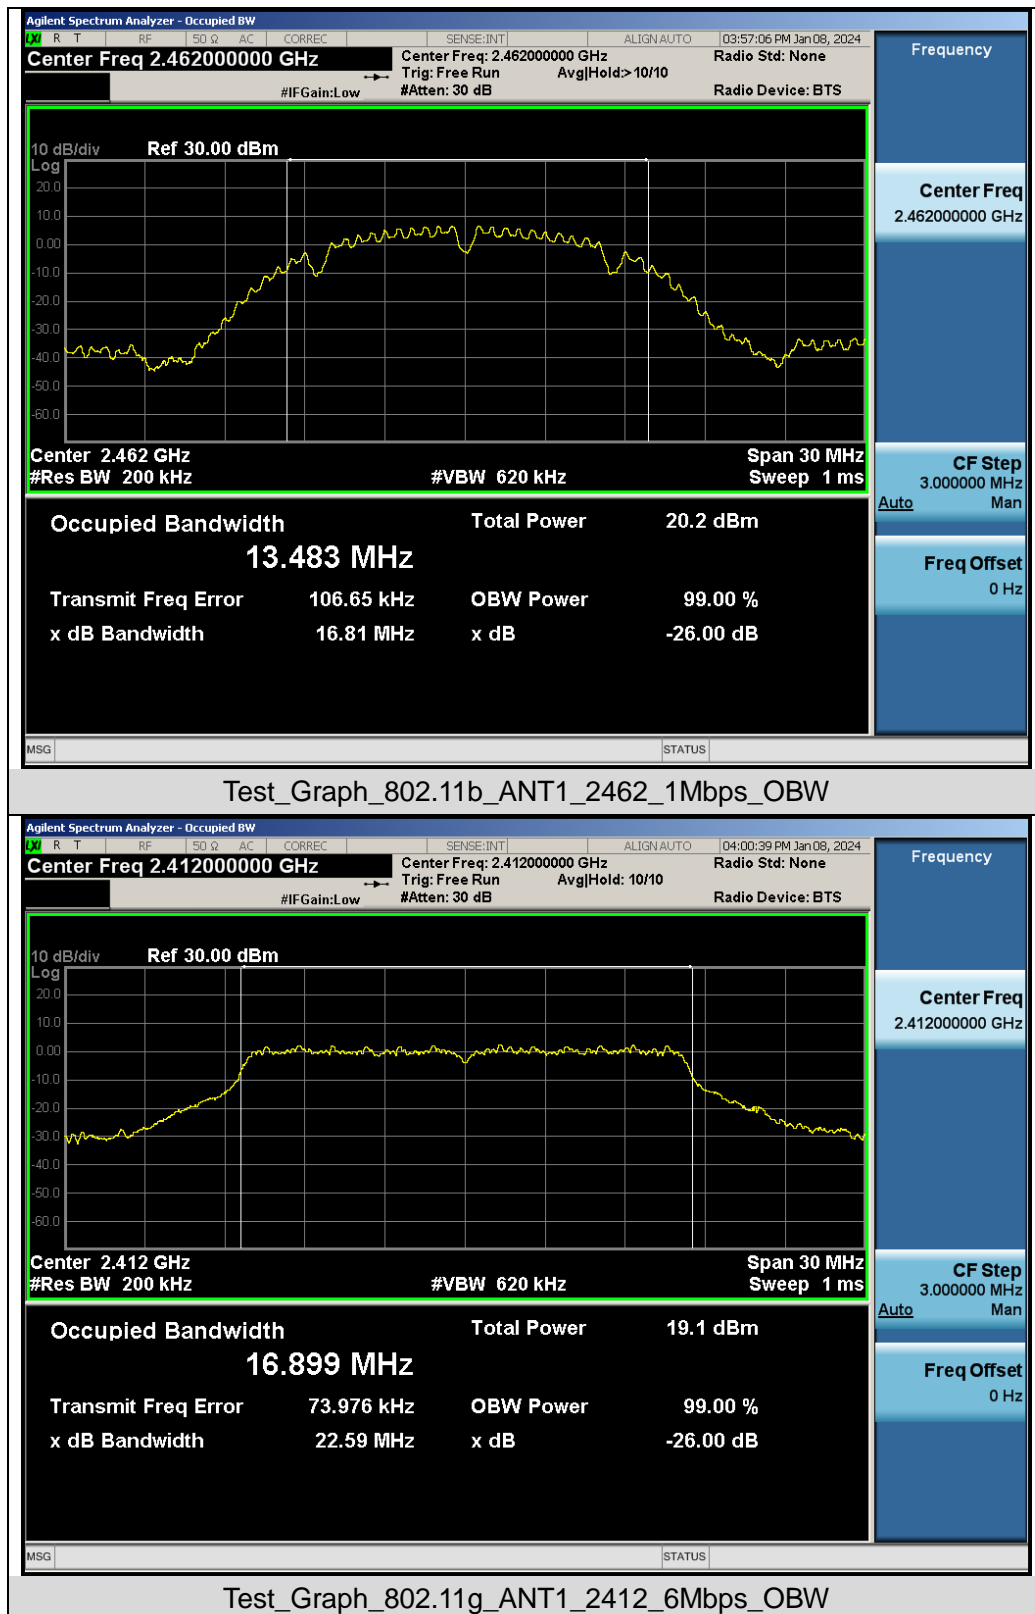 Agilent Spectrum Analyzer - Occupied BW
LXI R T RF 50 Ω AC CORREC SENSE:INT ALIGN AUTO 03:57:06 PM Jan 08, 2024
Center Freq 2.462000000 GHz Center Freq: 2.462000000 GHz Radio Std: None Frequency
Trig: Free Run Avg|Hold:> 10/10
#IFGain:Low #Atten: 30 dB Radio Device: BTS
10 dB/div Ref 30.00 dBm
Log
20.0
Center Freq
2.462000000 GHz
10.0
0.00
-10.0
-20.0
-30.0
-40.0
-50.0
-60.0
Center 2.462 GHz Span 30 MHz
#Res BW 200 kHz #VBW 620 kHz Sweep 1 ms
CF Step
3.000000 MHz
Auto Man
Occupied Bandwidth Total Power 20.2 dBm
13.483 MHz
Freq Offset
0 Hz
Transmit Freq Error 106.65 kHz OBW Power 99.00 %
x dB Bandwidth 16.81 MHz x dB -26.00 dB
MSG STATUS
Test_Graph_802.11b_ANT1_2462_1Mbps_OBW
Agilent Spectrum Analyzer - Occupied BW
LXI R T RF 50 Ω AC CORREC SENSE:INT ALIGN AUTO 04:00:39 PM Jan 08, 2024
Center Freq 2.412000000 GHz Center Freq: 2.412000000 GHz Radio Std: None Frequency
Trig: Free Run Avg|Hold: 10/10
#IFGain:Low #Atten: 30 dB Radio Device: BTS
10 dB/div Ref 30.00 dBm
Log
20.0
Center Freq
2.412000000 GHz
10.0
0.00
-10.0
-20.0
-30.0
-40.0
-50.0
-60.0
Center 2.412 GHz Span 30 MHz
#Res BW 200 kHz #VBW 620 kHz Sweep 1 ms
CF Step
3.000000 MHz
Auto Man
Occupied Bandwidth Total Power 19.1 dBm
16.899 MHz
Freq Offset
0 Hz
Transmit Freq Error 73.976 kHz OBW Power 99.00 %
x dB Bandwidth 22.59 MHz x dB -26.00 dB
MSG STATUS
Test_Graph_802.11g_ANT1_2412_6Mbps_OBW